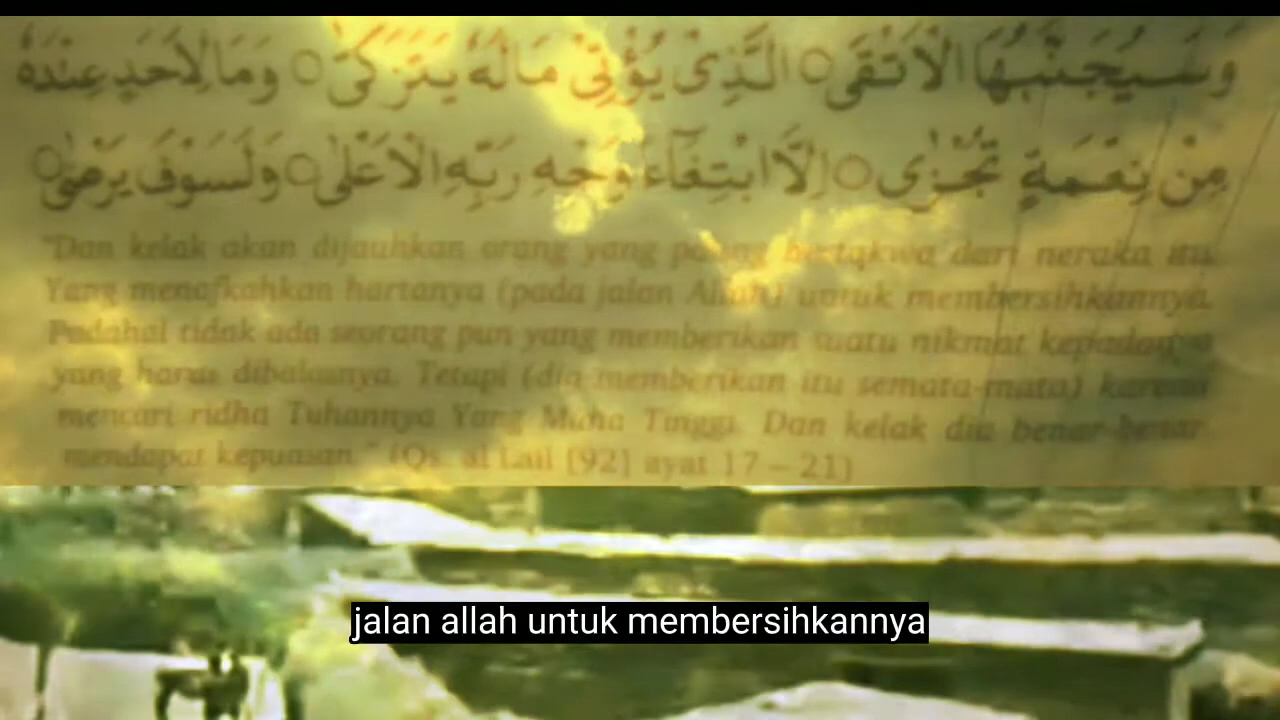 وَسَيُجَنَّبُهَا الْاَتْقَى ○ الَّذِىْ يُؤْتِىْ مَالَهٗ يَتَزَكّٰى ○ وَمَا لِاَحَدٍ عِنْدَهٗ
مِنْ نِعْمَةٍ تُجْزٰٓى ○ اِلَّا ابْتِغَآءَ وَجْهِ رَبِّهِ الْاَعْلٰى ○ وَلَسَوْفَ يَرْضٰى ○
"Dan kelak akan dijauhkan orang yang paling bertakwa dari neraka itu
Yang menafkahkan hartanya (pada jalan Allah) untuk membersihkannya.
Padahal tidak ada seorang pun yang memberikan suatu nikmat kepadanya
yang harus dibalasnya. Tetapi (dia memberikan itu semata-mata) karena
mencari ridha Tuhannya Yang Maha Tinggi. Dan kelak dia benar-benar
mendapat kepuasan." (Qs. al Lail [92] ayat 17 – 21)
jalan allah untuk membersihkannya